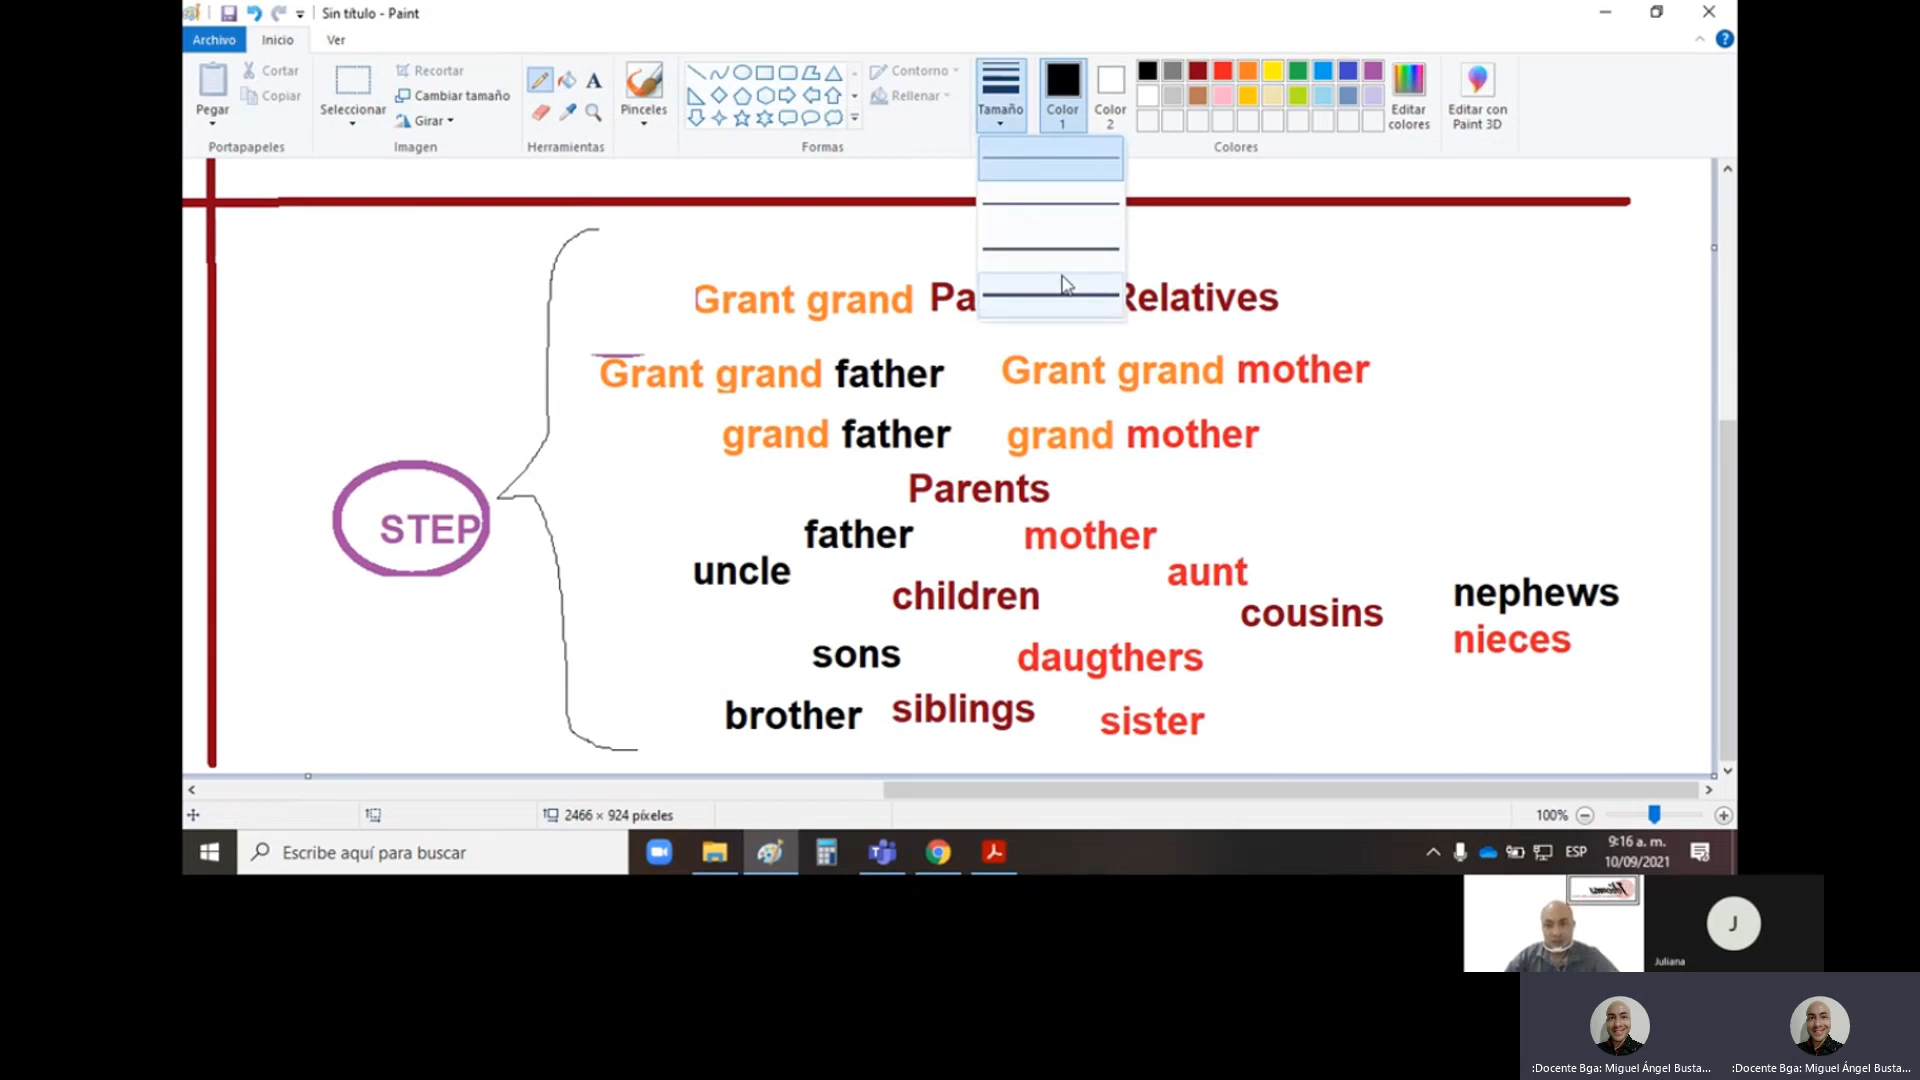 Sin título - Paint
Archivo Inicio Ver
Pegar
Cortar
Copiar
Portapapeles
Seleccionar
Recortar
Cambiar tamaño
Girar
Imagen
A
Herramientas
Pinceles
Contorno
Rellenar
Formas
Tamaño
Color 1
Color 2
Editar colores
Colores
Editar con Paint 3D
Grant grand Pa Relatives
Grant grand father Grant grand mother
grand father grand mother
Parents
STEP
father mother
uncle aunt
children cousins nephews
nieces
sons daugthers
brother siblings sister
2466 × 924 píxeles
100%
Escribe aquí para buscar
ESP
9:16 a. m.
10/09/2021
J
Juliana
:Docente Bga: Miguel Ángel Busta... :Docente Bga: Miguel Ángel Busta...